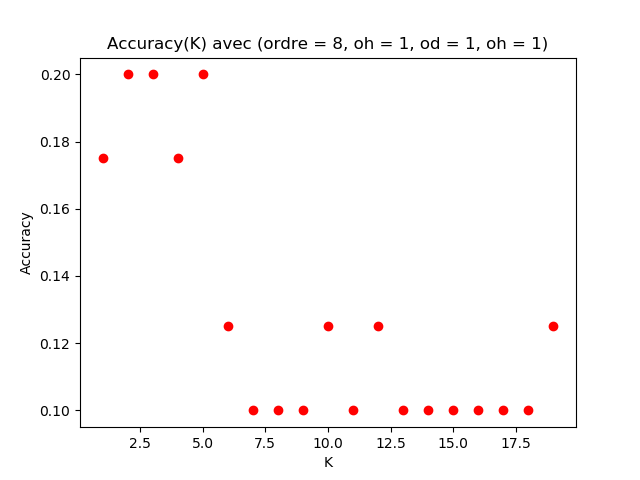 Accuracy(K) avec (ordre = 8, oh = 1, od = 1, oh = 1)
Accuracy
0.20
0.18
0.16
0.14
0.12
0.10
2.5 5.0 7.5 10.0 12.5 15.0 17.5
K